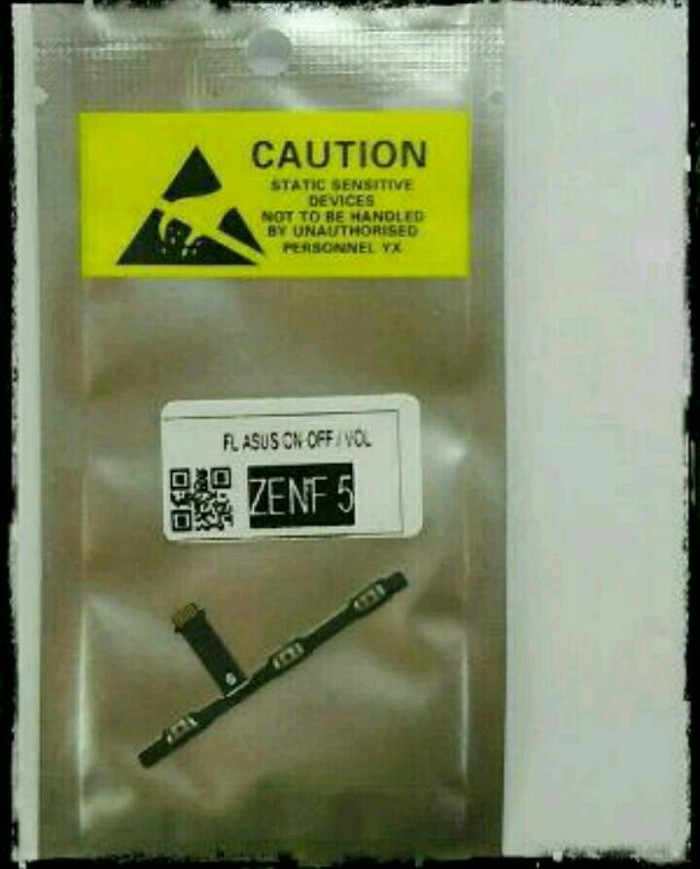 CAUTION
STATIC SENSITIVE
DEVICES
NOT TO BE HANDLED
BY UNAUTHORISED
PERSONNEL YX
FL ASUS ON-OFF / VOL
ZENF 5